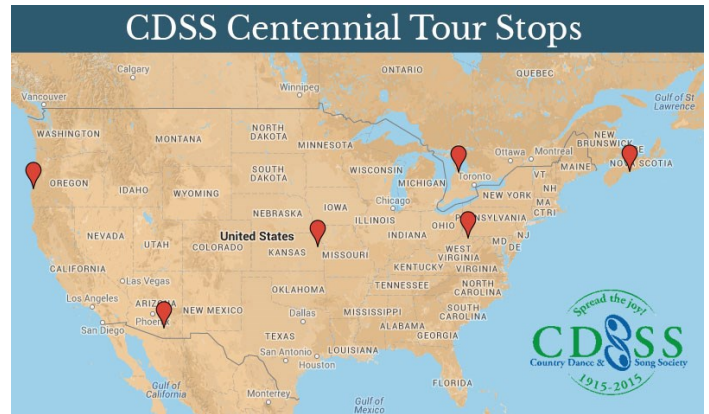 CDSS Centennial Tour Stops
Calgary
ONTARIO
QUEBEC
Winnipeg
Vancouver
Gulf of St
Lawrence
WASHINGTON
MONTANA
NORTH
DAKOTA
MINNESOTA
NEW
BRUNSWICK
NOVA SCOTIA
Ottawa
Montreal
MAINE
OREGON
IDAHO
SOUTH
DAKOTA
WISCONSIN
MICHIGAN
Toronto
VT
NH
WYOMING
NEW YORK
MA
CT RI
Chicago
IOWA
NEBRASKA
ILLINOIS
INDIANA
OHIO
PENNSYLVANIA
NJ
MD
DE
NEVADA
UTAH
COLORADO
United States
KANSAS
MISSOURI
WEST
VIRGINIA
VIRGINIA
KENTUCKY
CALIFORNIA
Las Vegas
OKLAHOMA
TENNESSEE
NORTH
CAROLINA
Los Angeles
ARIZONA
Phoenix
NEW MEXICO
Dallas
MISSISSIPPI
SOUTH
CAROLINA
San Diego
ALABAMA
GEORGIA
TEXAS
San Antonio
LOUISIANA
Houston
FLORIDA
Gulf of
California
Monterrey
Gulf of
Mexico
Spread the joy!
CDSS
Country Dance & Song Society
1915-2015